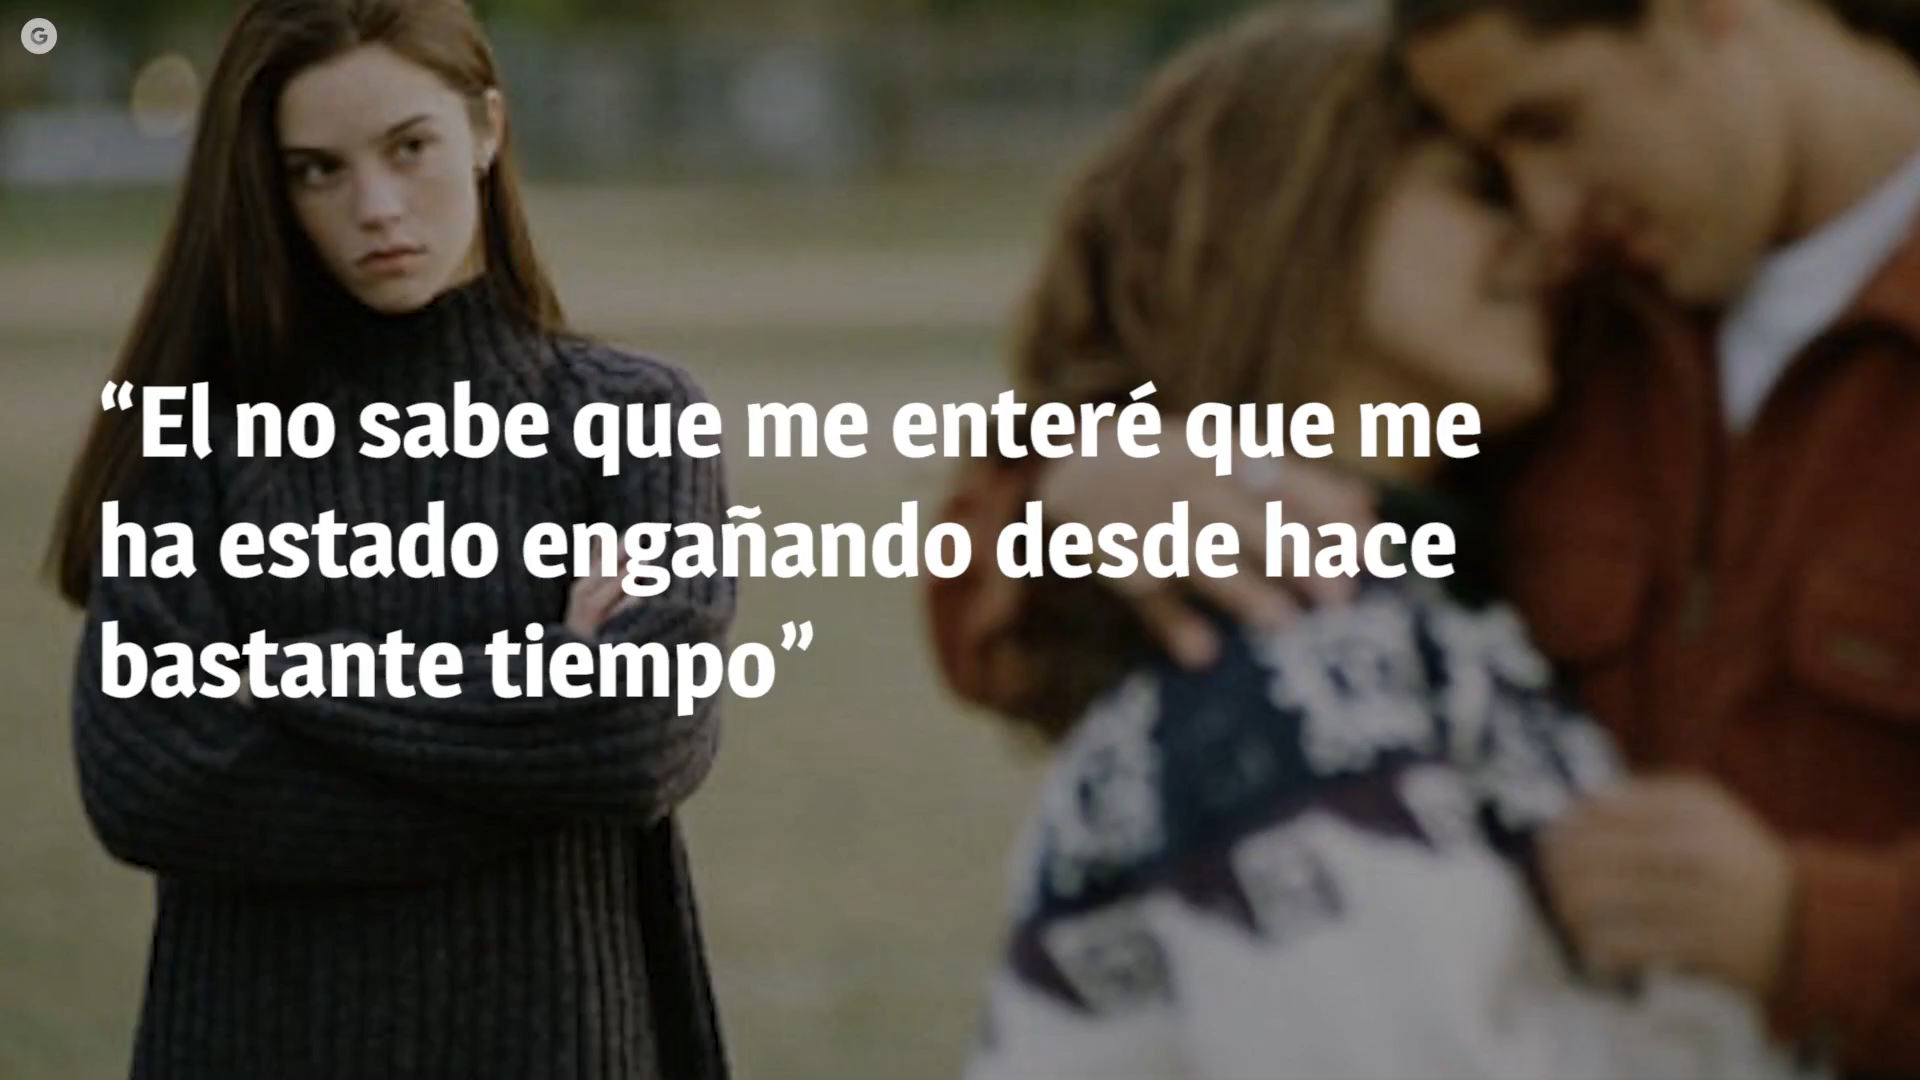 G
“El no sabe que me enteré que me
ha estado engañando desde hace
bastante tiempo”